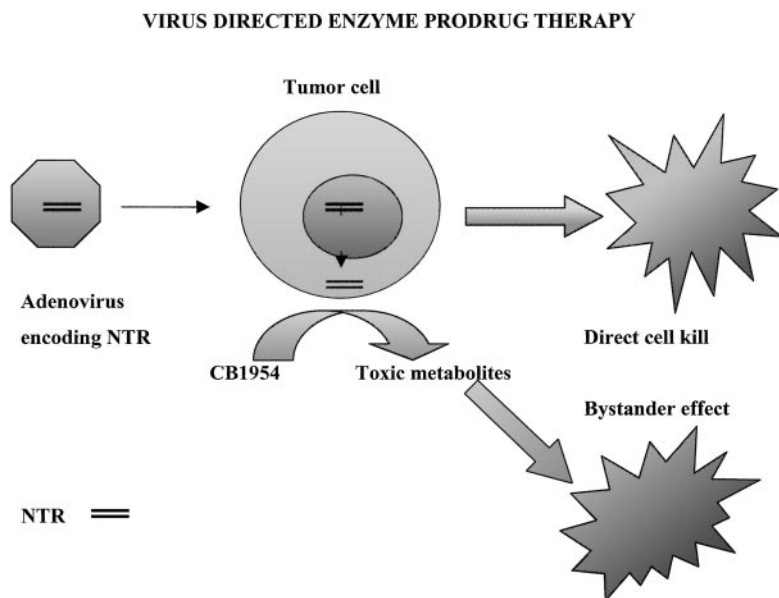 VIRUS DIRECTED ENZYME PRODRUG THERAPY
Tumor cell
Adenovirus
encoding NTR
CB1954
Toxic metabolites
Direct cell kill
Bystander effect
NTR